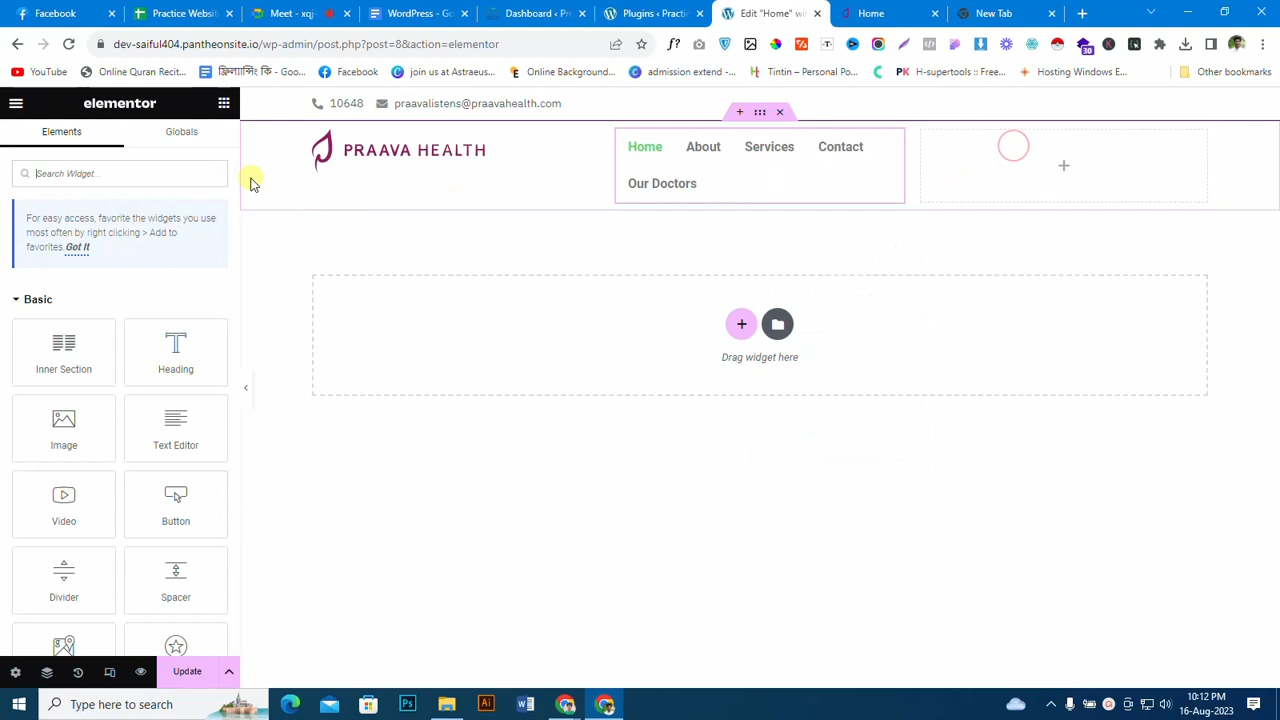 Facebook
Practice Websit
Meet - xqj-
WordPress - Go
Dashboard ‹ Pr
Plugins ‹ Practic
Edit "Home" wi
Home
New Tab
dev-saiful404.pantheonsite.io/wp-admin/post.php?post=8&action=elementor
30
YouTube
Online Quran Recit...
ফ্রিল্যান্সিং কি - Goo...
Facebook
join us at Astraeus...
Online Background...
admission extens-...
Tintin – Personal Po...
H-supertools :: Free...
Hosting Windows E...
Other bookmarks
elementor
10648
praavalistens@praavahealth.com
Elements
Globals
PRAAVA HEALTH
Home
About
Services
Contact
Our Doctors
Search Widget...
For easy access, favorite the widgets you use
most often by right clicking > Add to
favorites. Got It
Basic
Inner Section
Heading
Drag widget here
Image
Text Editor
Video
Button
Divider
Spacer
Update
Type here to search
Ps
Ai
10:12 PM
16-Aug-2023